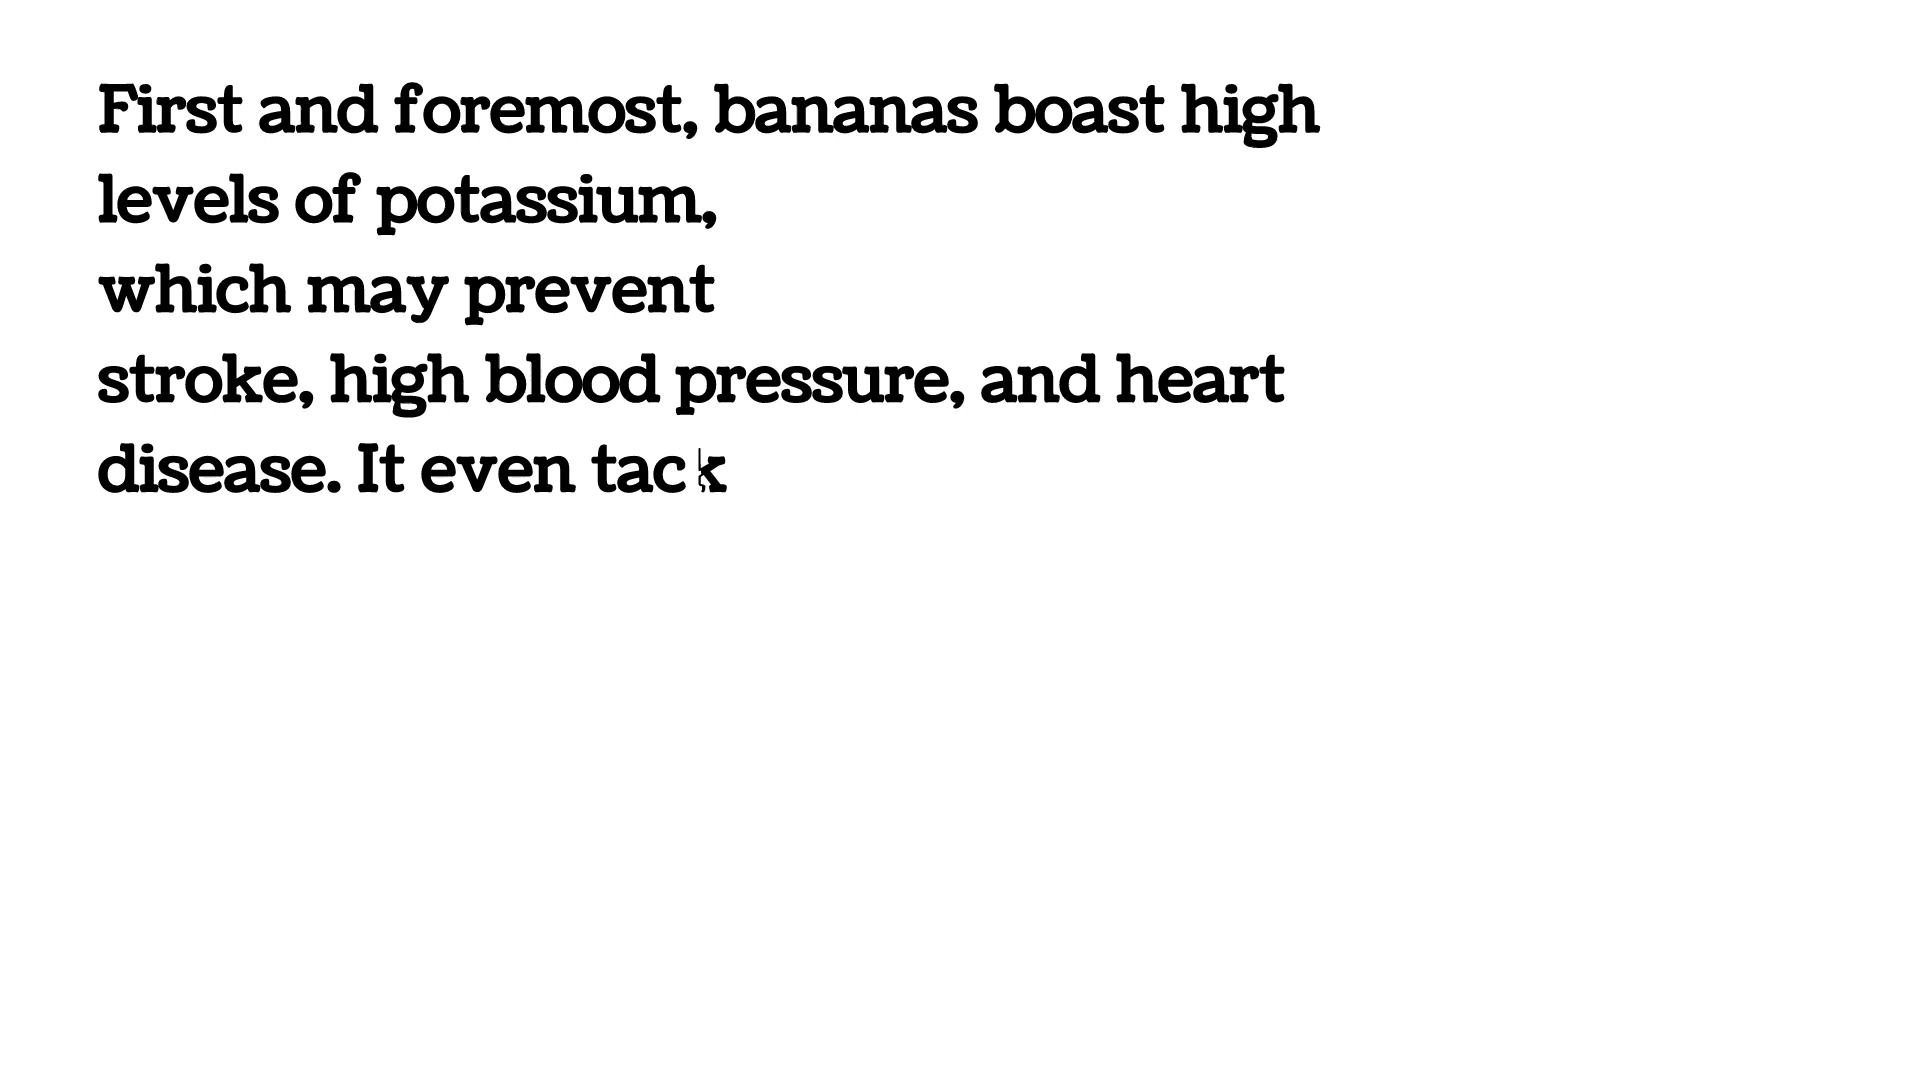 First and foremost, bananas boast high
levels of potassium,
which may prevent
stroke, high blood pressure, and heart
disease. It even tack